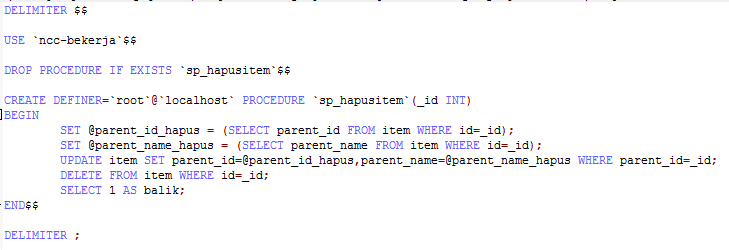 DELIMITER $$
USE `ncc-bekerja`$$
DROP PROCEDURE IF EXISTS `sp_hapusitem`$$
CREATE DEFINER=`root`@`localhost` PROCEDURE `sp_hapusitem`(_id INT)
BEGIN
SET @parent_id_hapus = (SELECT parent_id FROM item WHERE id=_id);
SET @parent_name_hapus = (SELECT parent_name FROM item WHERE id=_id);
UPDATE item SET parent_id=@parent_id_hapus,parent_name=@parent_name_hapus WHERE parent_id=_id;
DELETE FROM item WHERE id=_id;
SELECT 1 AS balik;
END$$
DELIMITER ;